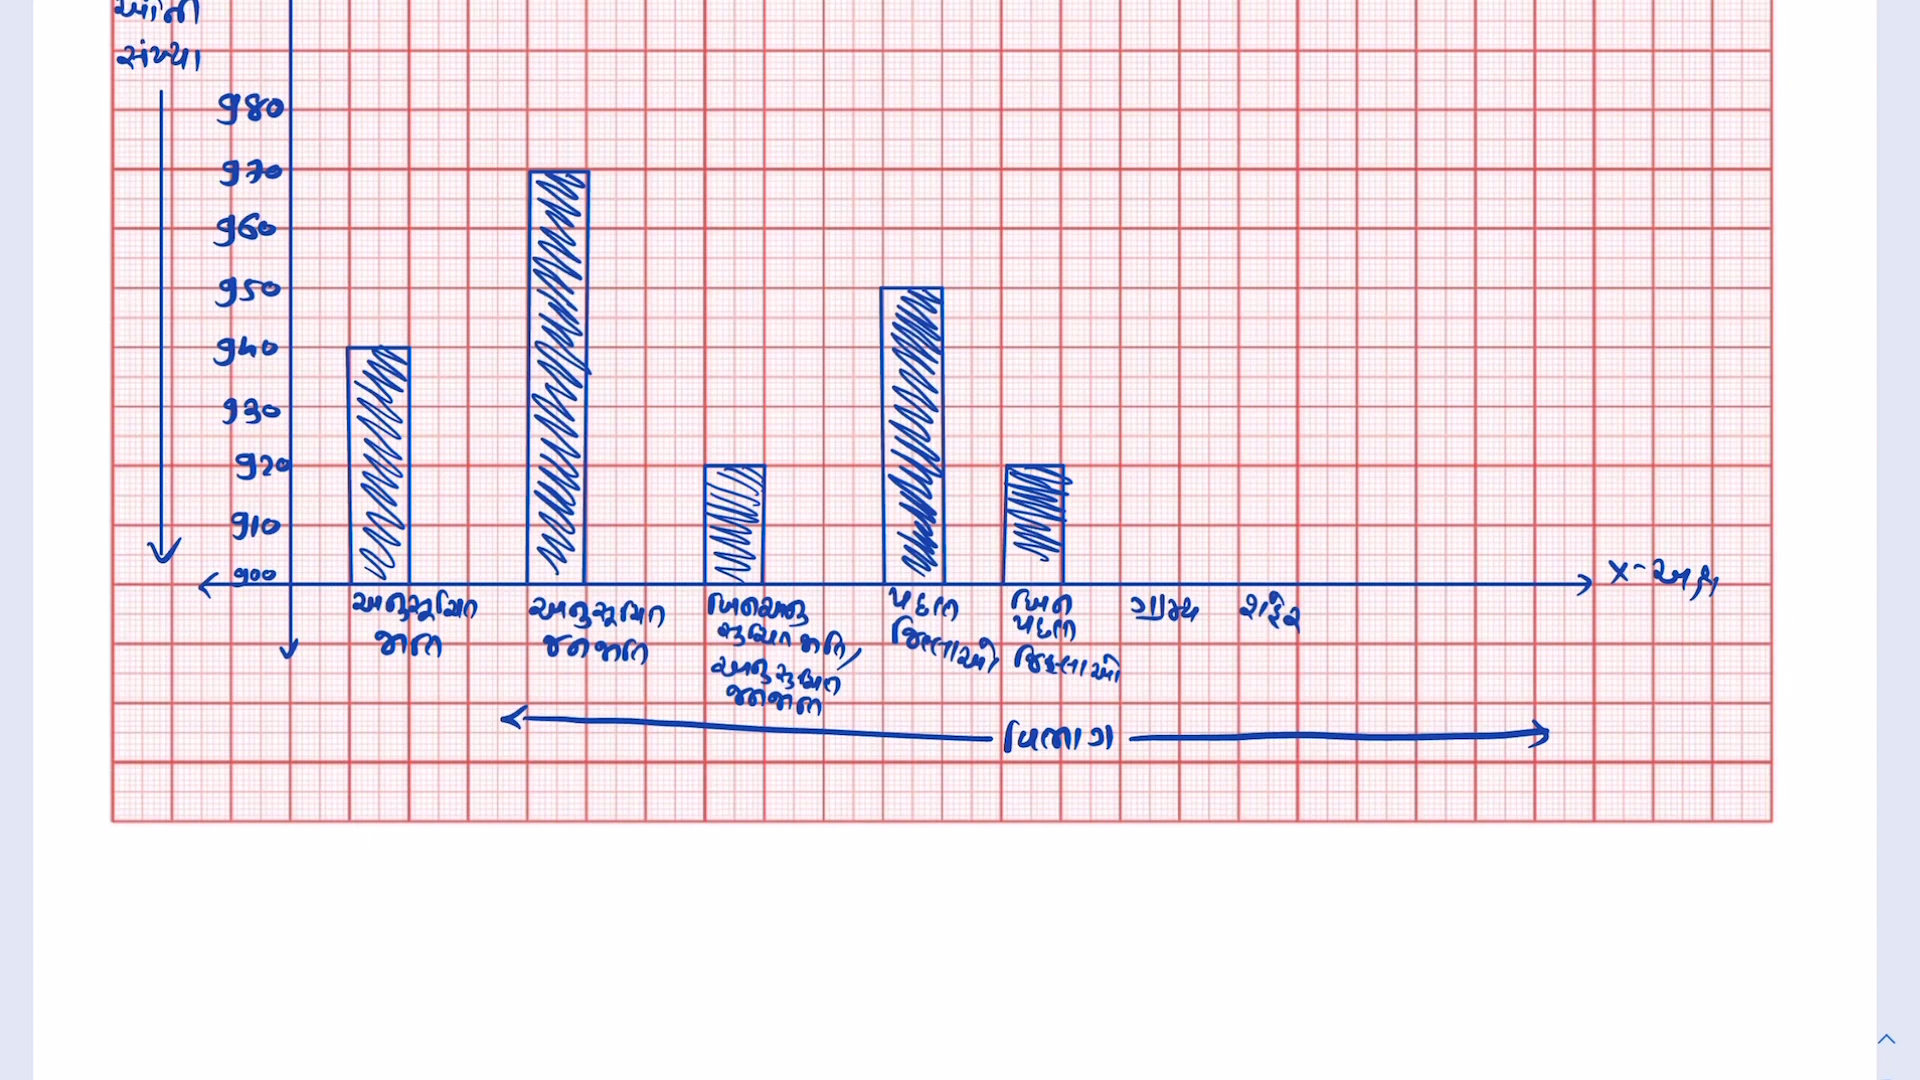 સંખ્યા
980
970
960
950
940
930
920
910
900
x-અક્ષ
અનુસૂચિત
જાતિ
અનુસૂચિત
જનજાતિ
બિનઅનુ
સૂચિત જાતિ/
અનુસૂચિત
જનજાતિ
પછાત
જિલ્લાઓ
બિન
પછાત
જિલ્લાઓ
ગ્રામ્ય
શહેર
વિભાગ